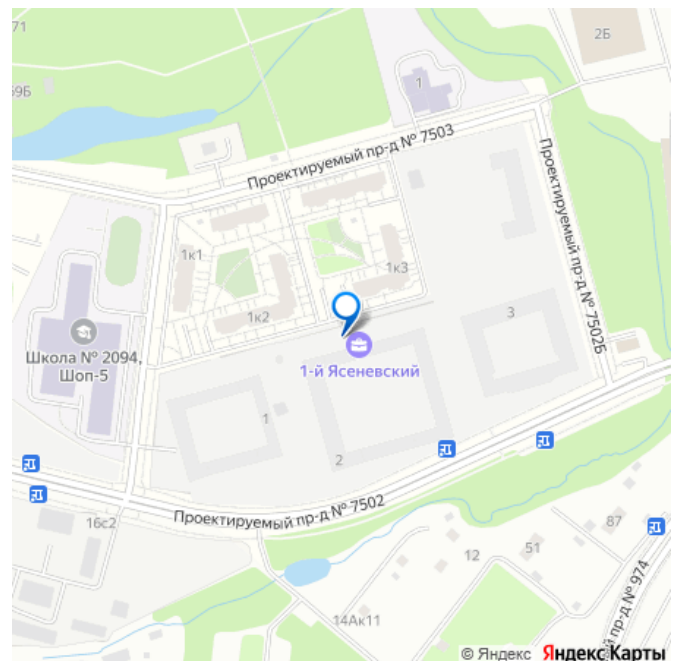 71
69Б
2Б
1
Проектируемый пр-д № 7503
Проектируемый пр-д № 7502Б
1к1
1к3
1к2
3
Школа № 2094,
Шоп-5
1-й Ясеневский
1
2
Проектируемый пр-д № 7502
16с2
87
51
12
14Ак11
й пр-д № 974
© Яндекс Яндекс Карты